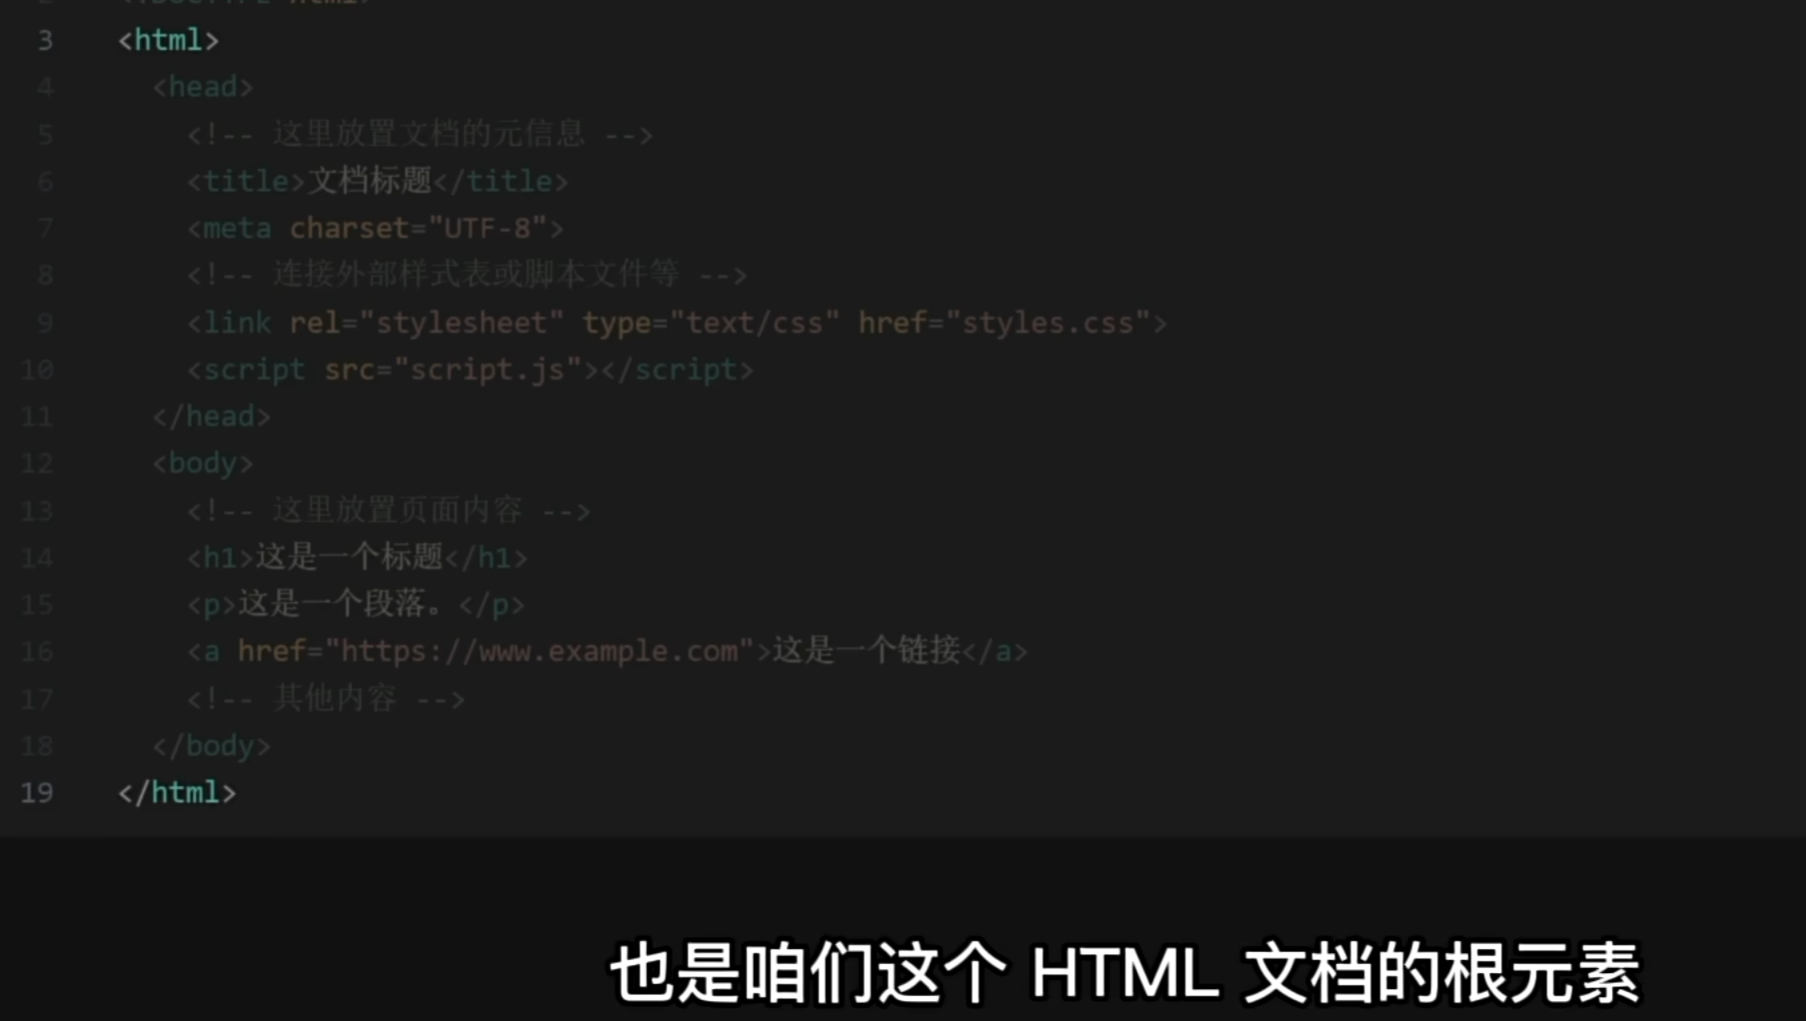 2 <!DOCTYPE html>
3 <html>
4 <head>
5 <!-- 这里放置文档的元信息 -->
6 <title>文档标题</title>
7 <meta charset="UTF-8">
8 <!-- 连接外部样式表或脚本文件等 -->
9 <link rel="stylesheet" type="text/css" href="styles.css">
10 <script src="script.js"></script>
11 </head>
12 <body>
13 <!-- 这里放置页面内容 -->
14 <h1>这是一个标题</h1>
15 <p>这是一个段落。</p>
16 <a href="https://www.example.com">这是一个链接</a>
17 <!-- 其他内容 -->
18 </body>
19 </html>
也是咱们这个 HTML 文档的根元素